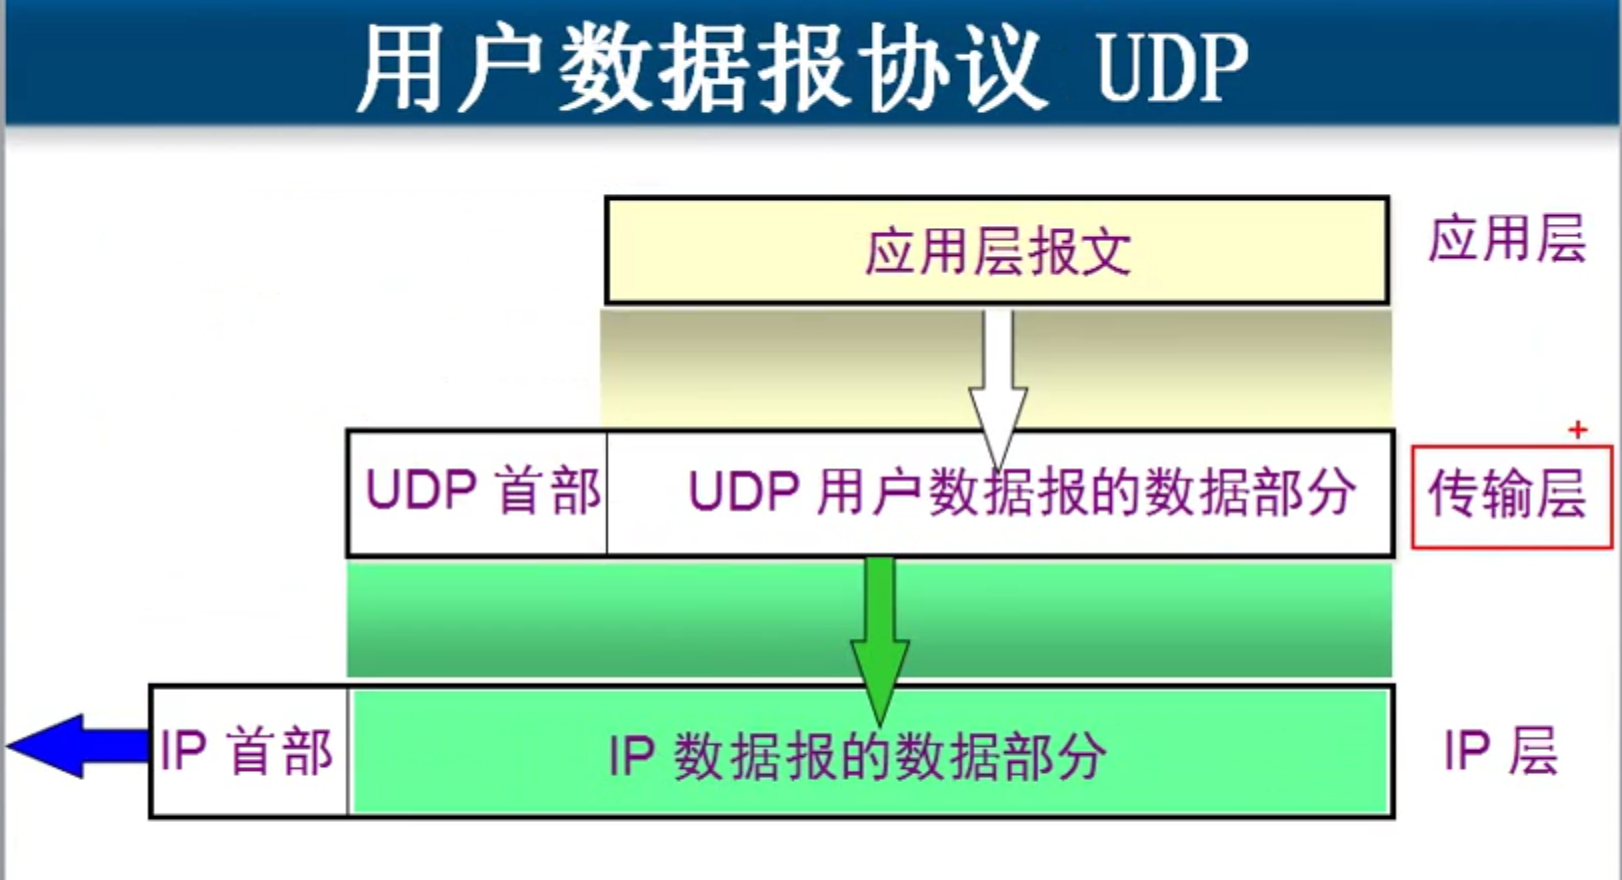 用户数据报协议 UDP
应用层报文
应用层
UDP 首部
UDP 用户数据报的数据部分
传输层
IP 首部
IP 数据报的数据部分
IP 层